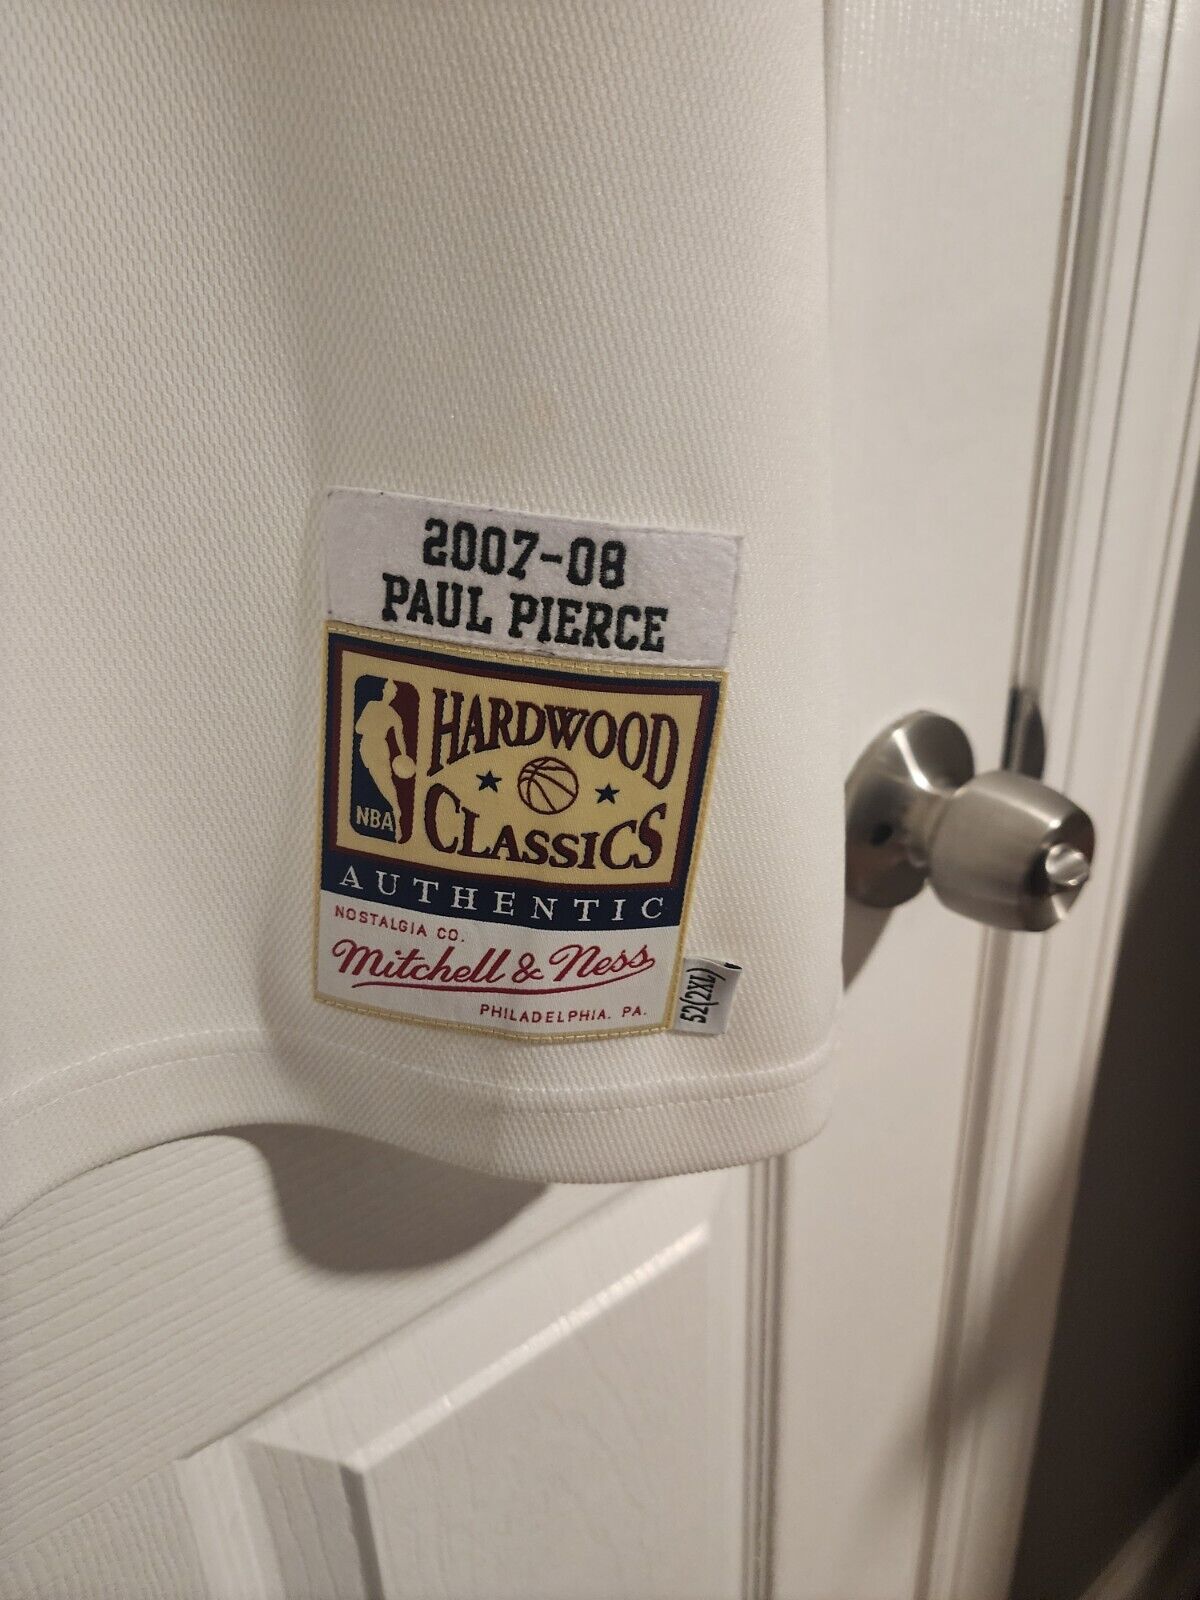 2007-08
PAUL PIERCE
NBA
HARDWOOD
CLASSICS
AUTHENTIC
NOSTALGIA CO.
Mitchell & Ness
PHILADELPHIA. PA.
52(2XL)